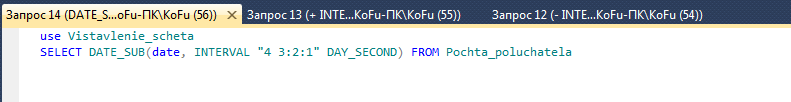 Запрос 14 (DATE_S...oFu-ПК\KoFu (56)) Запрос 13 (+ INTE...KoFu-ПК\KoFu (55)) Запрос 12 (- INTE...KoFu-ПК\KoFu (54))
use Vistavlenie_scheta
SELECT DATE_SUB(date, INTERVAL "4 3:2:1" DAY_SECOND) FROM Pochta_poluchatela